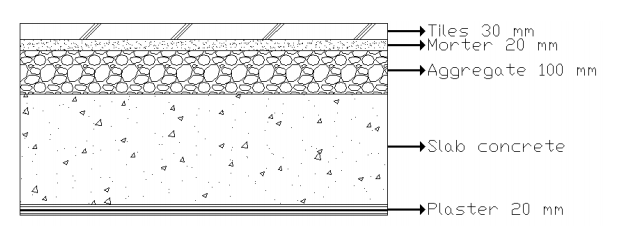 Tiles 30 mm
Morter 20 mm
Aggregate 100 mm
Slab concrete
Plaster 20 mm